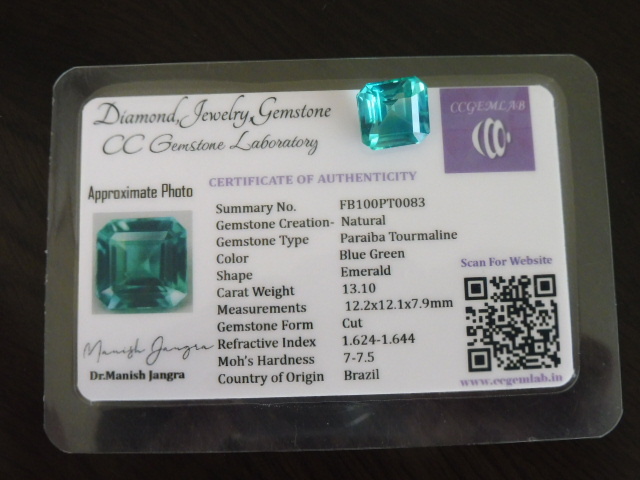 Diamond, Jewelry, Gemstone
CC Gemstone Laboratory
CCGEMLAB
CERTIFICATE OF AUTHENTICITY
Approximate Photo
Summary No. FB100PT0083
Gemstone Creation- Natural
Gemstone Type Paraiba Tourmaline
Color Blue Green
Shape Emerald
Carat Weight 13.10
Measurements 12.2x12.1x7.9mm
Gemstone Form Cut
Refractive Index 1.624-1.644
Moh's Hardness 7-7.5
Country of Origin Brazil
Manish Jangra
Dr.Manish Jangra
Scan For Website
www.ccgemlab.in